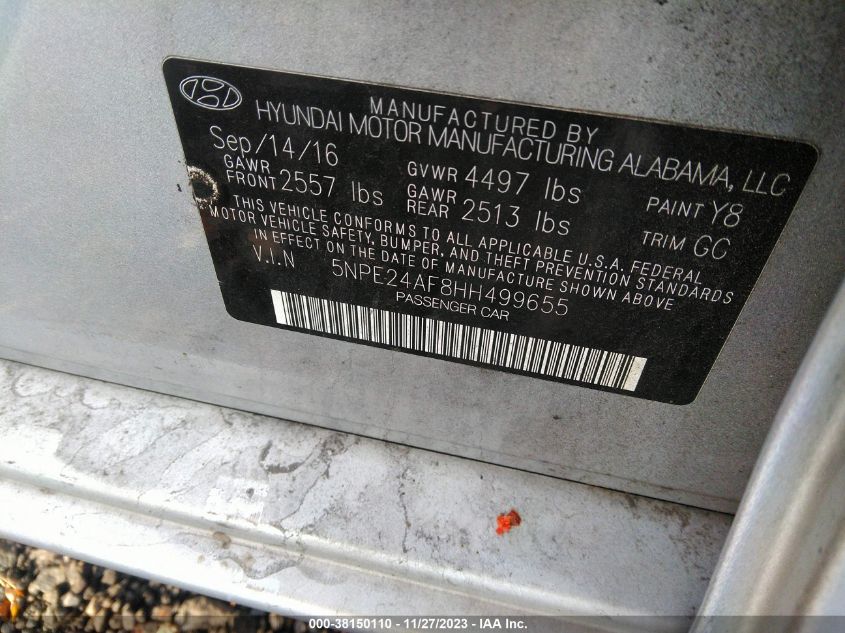 MANUFACTURED BY
HYUNDAI MOTOR MANUFACTURING ALABAMA, LLC
Sep/14/16
GAWR FRONT 2557 lbs
GVWR 4497 lbs
GAWR REAR 2513 lbs
PAINT Y8
TRIM GC
THIS VEHICLE CONFORMS TO ALL APPLICABLE U.S.A. FEDERAL
MOTOR VEHICLE SAFETY, BUMPER, AND THEFT PREVENTION STANDARDS
IN EFFECT ON THE DATE OF MANUFACTURE SHOWN ABOVE
V.I.N 5NPE24AF8HH499655
PASSENGER CAR
000-38150110 - 11/27/2023 - IAA Inc.